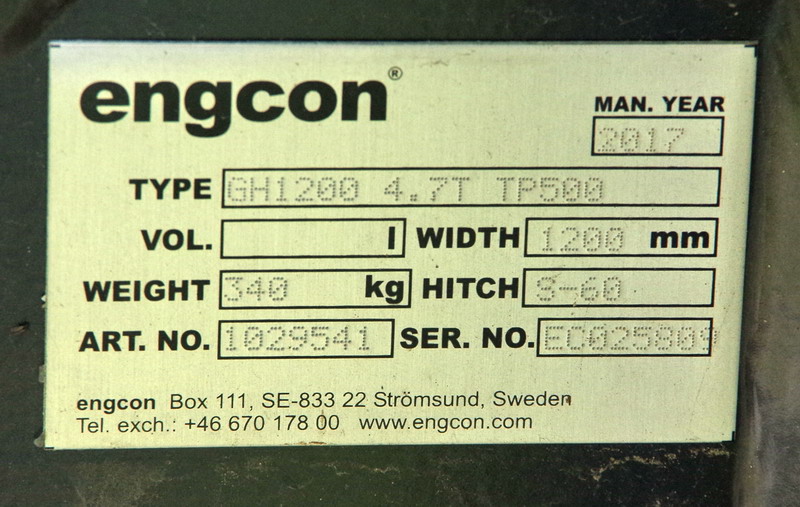 engcon®
MAN. YEAR
2017
TYPE GH1200 4.7T TP500
VOL. l WIDTH 1200 mm
WEIGHT 340 kg HITCH S-60
ART. NO. 1029541 SER. NO. EC025809
engcon Box 111, SE-833 22 Strömsund, Sweden
Tel. exch.: +46 670 178 00 www.engcon.com